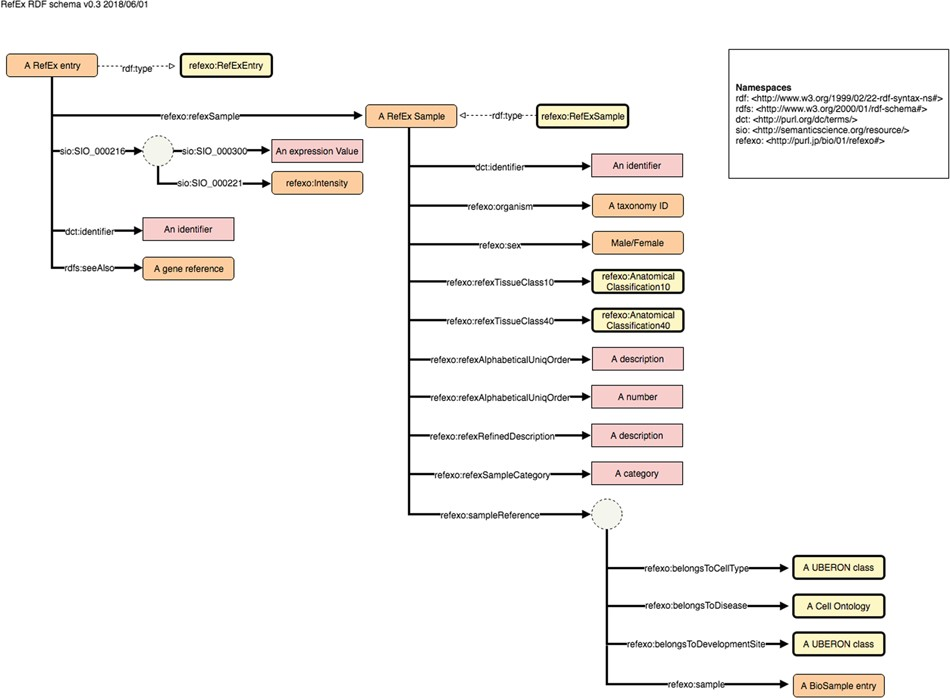 RefEx RDF schema v0.3 2018/06/01
A RefEx entry
rdf:type
refexo:RefExEntry
Namespaces
rdf: <http://www.w3.org/1999/02/22-rdf-syntax-ns#>
rdfs: <http://www.w3.org/2000/01/rdf-schema#>
dct: <http://purl.org/dc/terms/>
sio: <http://semanticscience.org/resource/>
refexo: <http://purl.jp/bio/01/refexo#>
refexo:refexSample
A RefEx Sample
rdf:type
refexo:RefExSample
sio:SIO_000216
sio:SIO_000300
An expression Value
sio:SIO_000221
refexo:Intensity
dct:identifier
An identifier
rdfs:seeAlso
A gene reference
dct:identifier
An identifier
refexo:organism
A taxonomy ID
refexo:sex
Male/Female
refexo:refexTissueClass10
refexo:Anatomical
Classification10
refexo:refexTissueClass40
refexo:Anatomical
Classification40
refexo:refexAlphabeticalUniqOrder
A description
refexo:refexAlphabeticalUniqOrder
A number
refexo:refexRefinedDescription
A description
refexo:refexSampleCategory
A category
refexo:sampleReference
refexo:belongsToCellType
A UBERON class
refexo:belongsToDisease
A Cell Ontology
refexo:belongsToDevelopmentSite
A UBERON class
refexo:sample
A BioSample entry